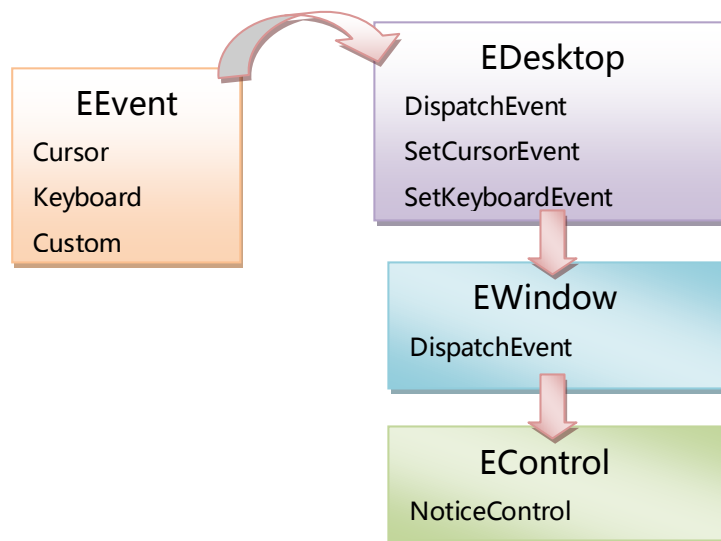 EEvent
Cursor
Keyboard
Custom
EDesktop
DispatchEvent
SetCursorEvent
SetKeyboardEvent
EWindow
DispatchEvent
EControl
NoticeControl